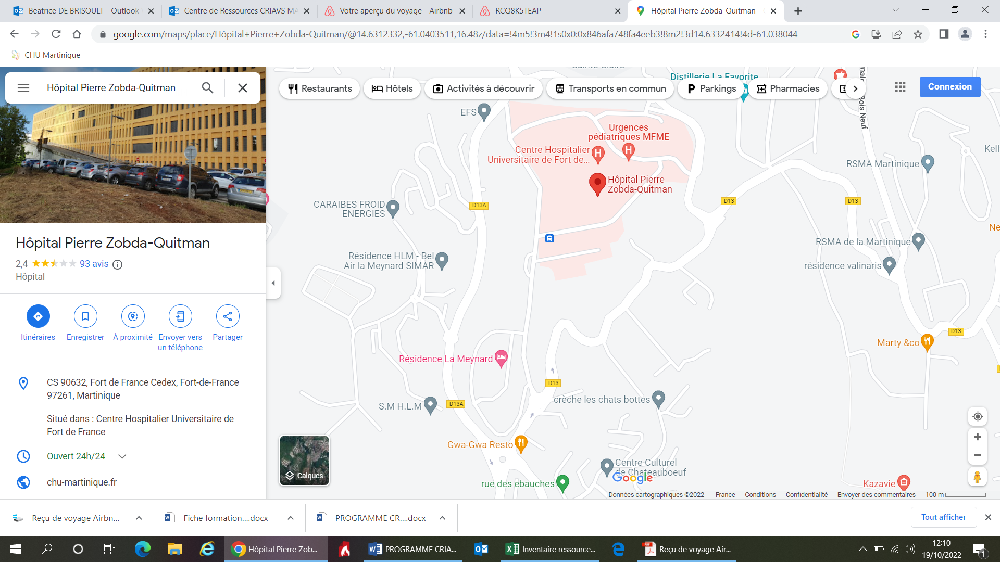 Beatrice DE BRISOULT - Outlook
Centre de Ressources CRIAVS MA
Votre aperçu du voyage - Airbnb
RCQ8K5TEAP
Hôpital Pierre Zobda-Quitman -
google.com/maps/place/Hôpital+Pierre+Zobda-Quitman/@14.6312332,-61.0403511,16.48z/data=!4m5!3m4!1s0x0:0x846afa748fa4eeb3!8m2!3d14.6332414!4d-61.038044
CHU Martinique
Hôpital Pierre Zobda-Quitman
Restaurants
Hôtels
Activités à découvrir
Transports en commun
Parkings
Pharmacies
Connexion
Hôpital Pierre Zobda-Quitman
2,4
93 avis
Hôpital
Itinéraires
Enregistrer
À proximité
Envoyer vers
un téléphone
Partager
CS 90632, Fort de France Cedex, Fort-de-France
97261, Martinique
Situé dans : Centre Hospitalier Universitaire de
Fort de France
Ouvert 24h/24
chu-martinique.fr
Distillerie La Favorite
EFS
Urgences
pédiatriques MFME
Centre Hospitalier
Universitaire de Fort de...
Hôpital Pierre
Zobda-Quitman
Bois Neuf
RSMA Martinique
Kell
CARAIBES FROID
ENERGIES
D13A
D13
D13
Ne
RSMA de la Martinique
Résidence HLM - Bel
Air la Meynard SIMAR
résidence valinaris
D13
Marty &co
Résidence La Meynard
D13
S.M H.L.M
D13A
crèche les chats bottes
Gwa-Gwa Resto
Centre Culturel
de Chateauboeuf
rue des ebauches
Kazavie
Calques
Google
Données cartographiques ©2022
France
Conditions
Confidentialité
Envoyer des commentaires
100 m
Reçu de voyage Airbn...
Fiche formation....docx
PROGRAMME CR....docx
Tout afficher
Hôpital Pierre Zob...
PROGRAMME CRIA...
Inventaire ressource...
Reçu de voyage Air...
12:10
19/10/2022
1